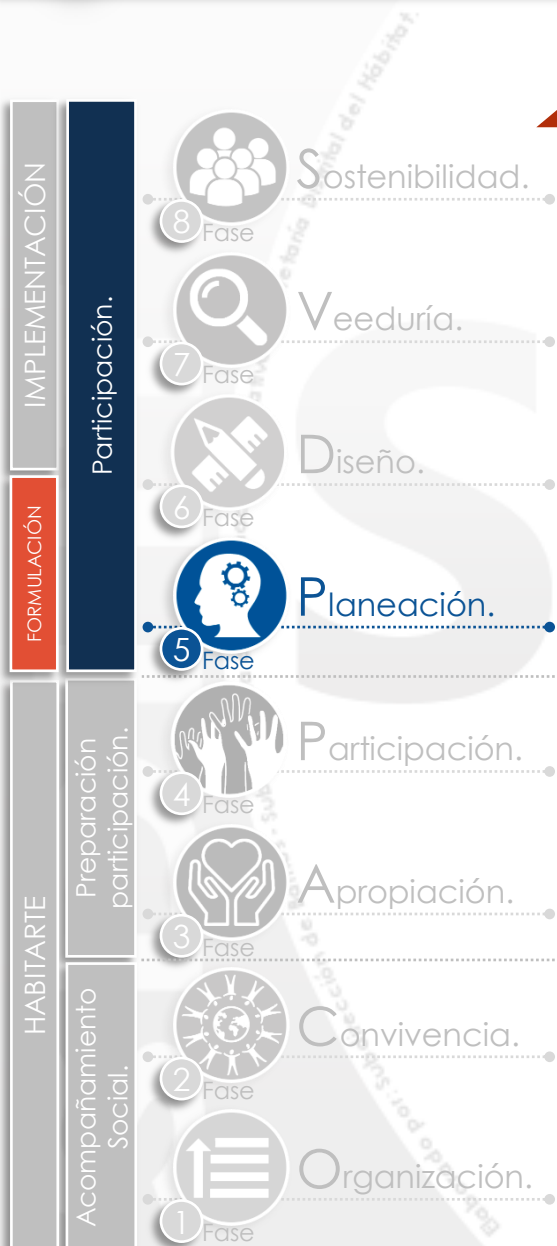 IMPLEMENTACIÓN
FORMULACIÓN
HABITARTE
Participación.
Preparación
participación.
Acompañamiento
Social.
Sostenibilidad.
8
Fase
Veeduría.
7
Fase
Diseño.
6
Fase
Planeación.
5
Fase
Participación.
4
Fase
Apropiación.
3
Fase
Convivencia.
2
Fase
Organización.
1
Fase
S